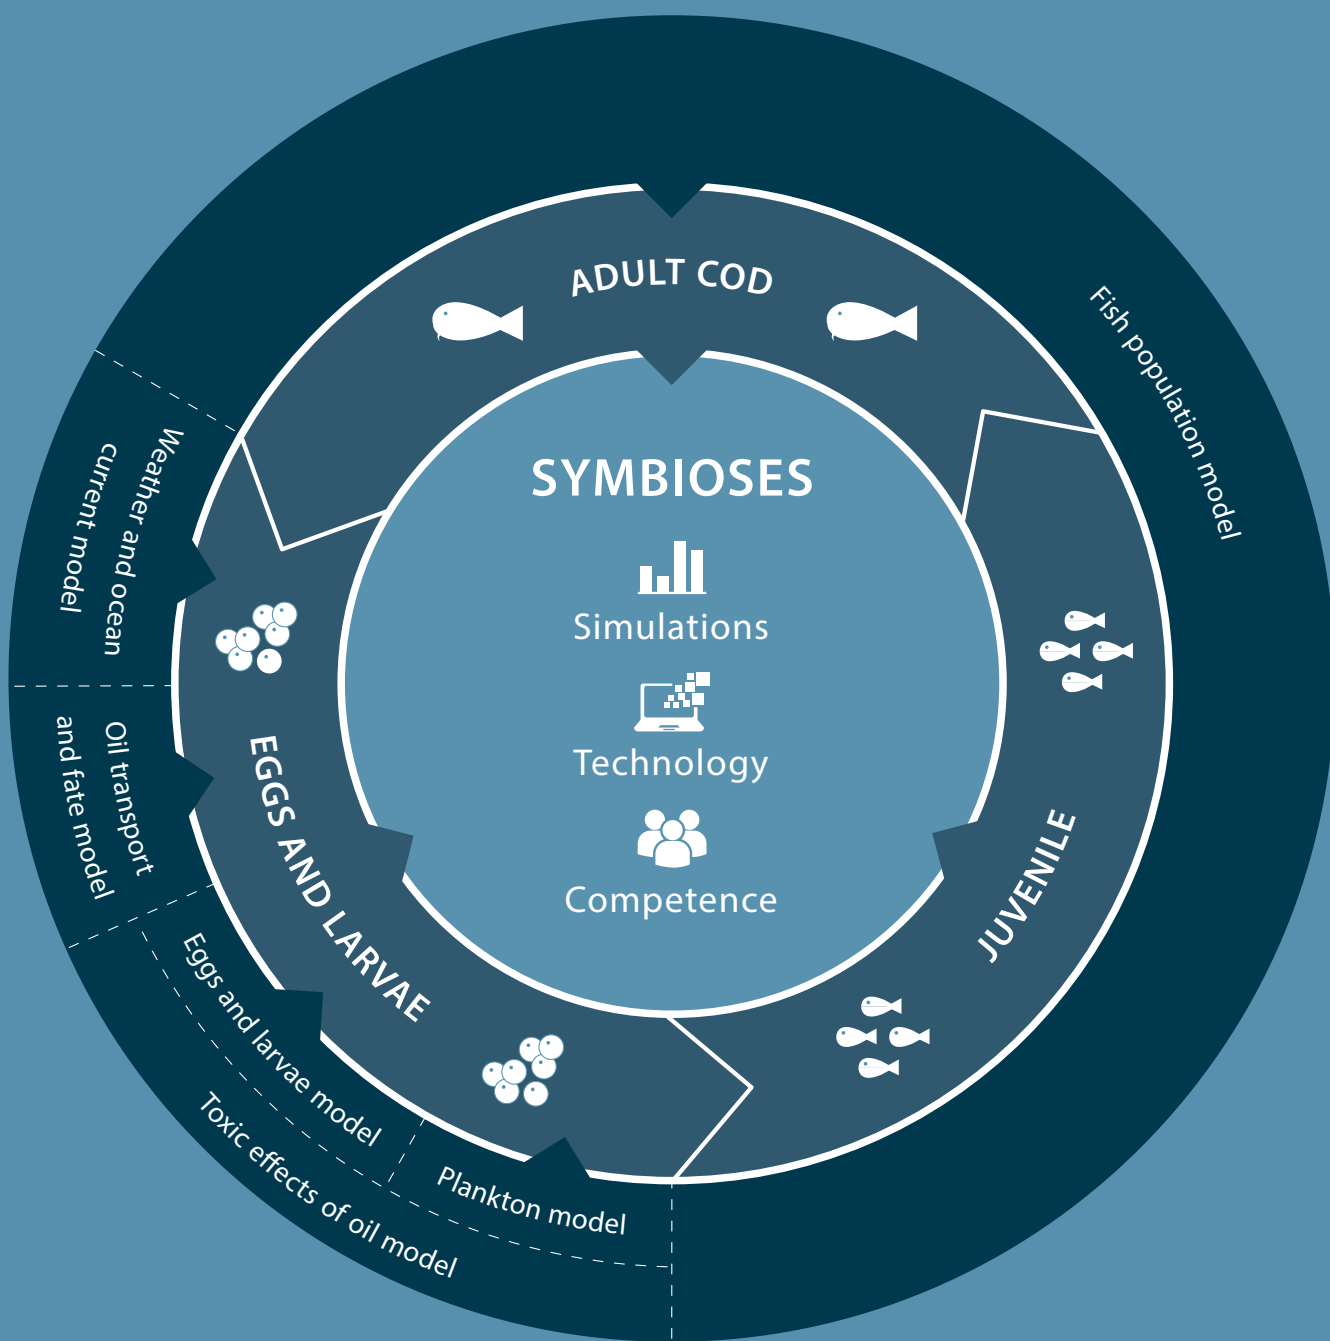 ADULT COD
Fish population model
Weather and ocean
current model
SYMBIOSES
Simulations
Technology
Competence
Oil transport
and fate model
EGGS AND LARVAE
JUVENILE
Eggs and larvae model
Plankton model
Toxic effects of oil model